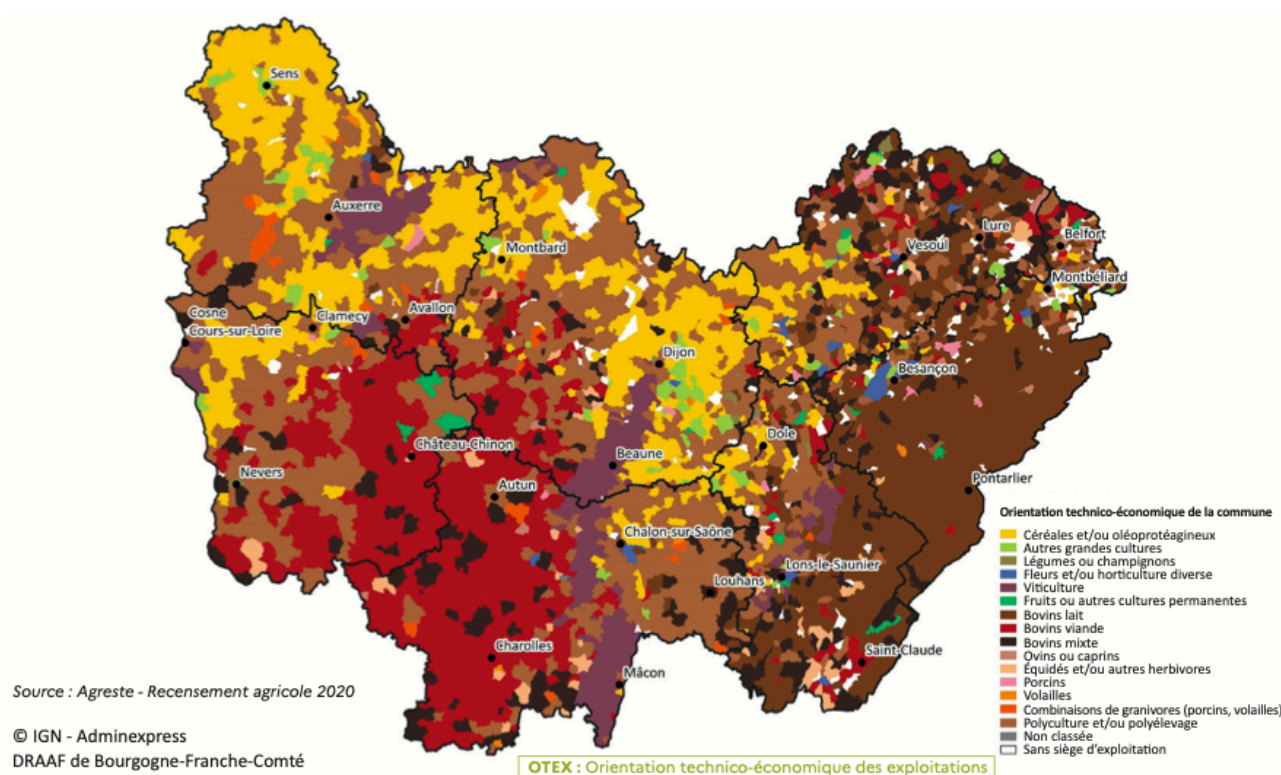 Sens
Auxerre
Montbard
Vesoul
Lure
Belfort
Montbéliard
Cosne
Cours-sur-Loire
Clamecy
Avallon
Dijon
Besançon
Dole
Beaune
Château-Chinon
Nevers
Autun
Pontarlier
Chalon-sur-Saône
Louhans
Lons-le-Saunier
Charolles
Saint-Claude
Mâcon
Orientation technico-économique de la commune
Céréales et/ou oléoprotéagineux
Autres grandes cultures
Légumes ou champignons
Fleurs et/ou horticulture diverse
Viticulture
Fruits ou autres cultures permanentes
Bovins lait
Bovins viande
Bovins mixte
Ovins ou caprins
Équidés et/ou autres herbivores
Porcins
Volailles
Combinaisons de granivores (porcins, volailles)
Polyculture et/ou polyélevage
Non classée
Sans siège d'exploitation
Source : Agreste - Recensement agricole 2020
© IGN - Adminexpress
DRAAF de Bourgogne-Franche-Comté
OTEX : Orientation technico-économique des exploitations